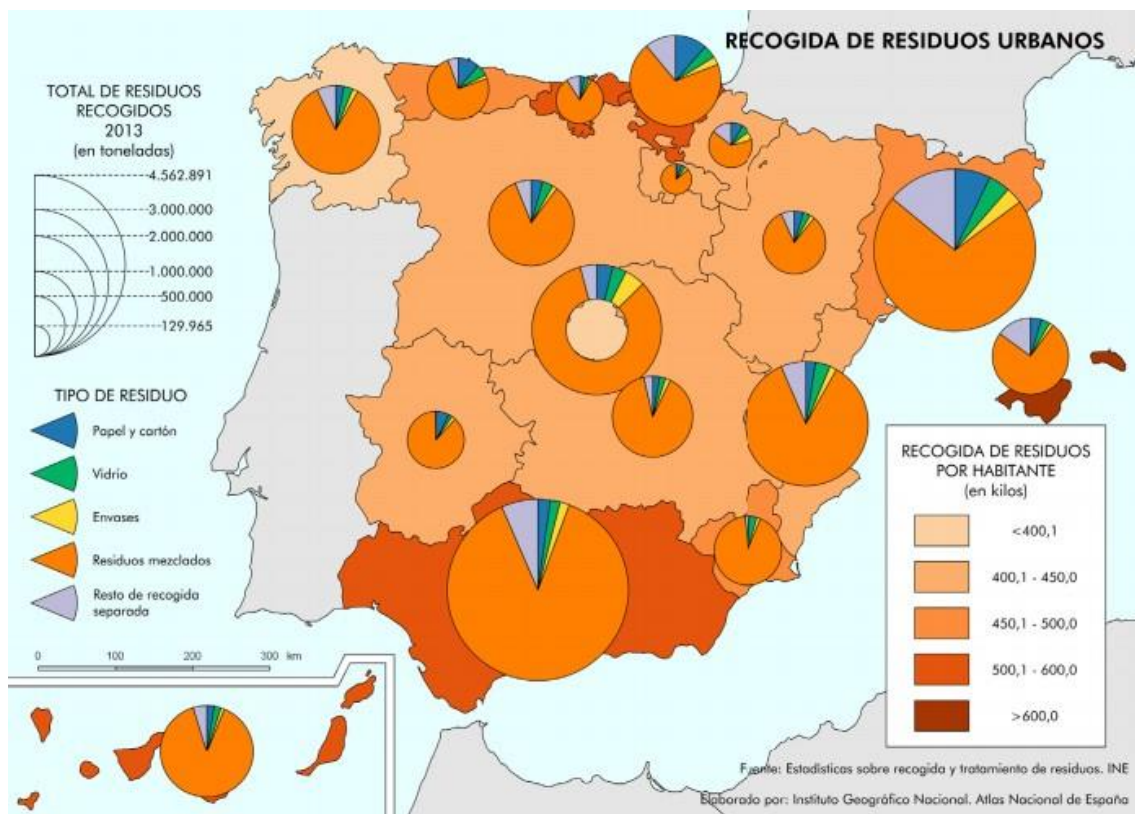 RECOGIDA DE RESIDUOS URBANOS
TOTAL DE RESIDUOS
RECOGIDOS
2013
(en toneladas)
4.562.891
3.000.000
2.000.000
1.000.000
500.000
129.965
TIPO DE RESIDUO
Papel y cartón
Vidrio
Envases
Residuos mezclados
Resto de recogida
separada
0 100 200 300 km
RECOGIDA DE RESIDUOS
POR HABITANTE
(en kilos)
<400,1
400,1 - 450,0
450,1 - 500,0
500,1 - 600,0
>600,0
Fuente: Estadísticas sobre recogida y tratamiento de residuos. INE
Elaborado por: Instituto Geográfico Nacional. Atlas Nacional de España